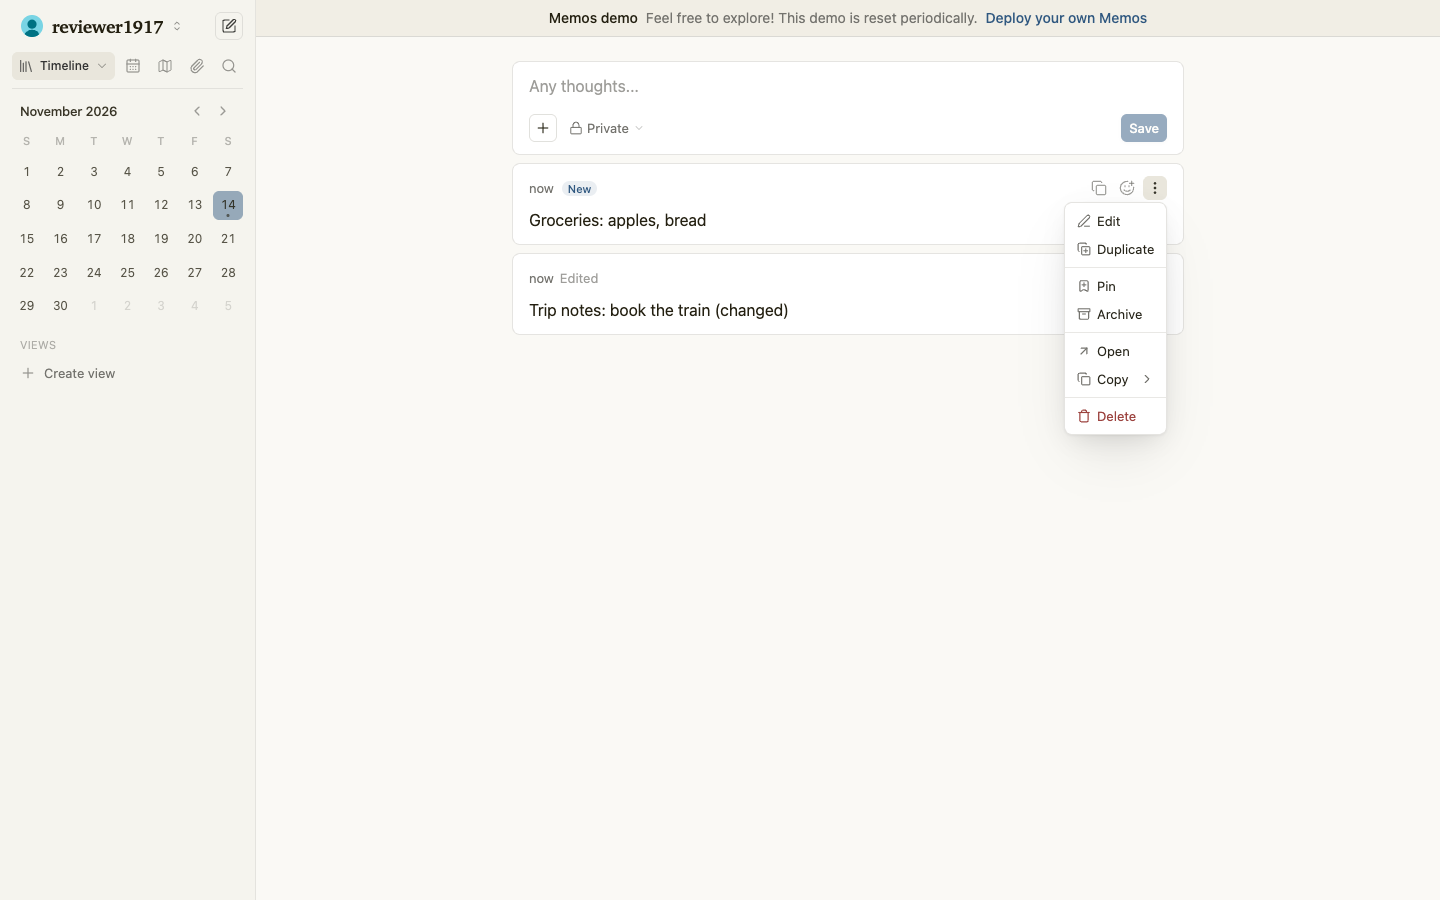 reviewer1917
Memos demo Feel free to explore! This demo is reset periodically. Deploy your own Memos
Timeline
November 2026
S M T W T F S
1 2 3 4 5 6 7
8 9 10 11 12 13 14
15 16 17 18 19 20 21
22 23 24 25 26 27 28
29 30 1 2 3 4 5
VIEWS
Create view
Any thoughts...
Private
Save
now New
Groceries: apples, bread
now Edited
Trip notes: book the train (changed)
Edit
Duplicate
Pin
Archive
Open
Copy
Delete